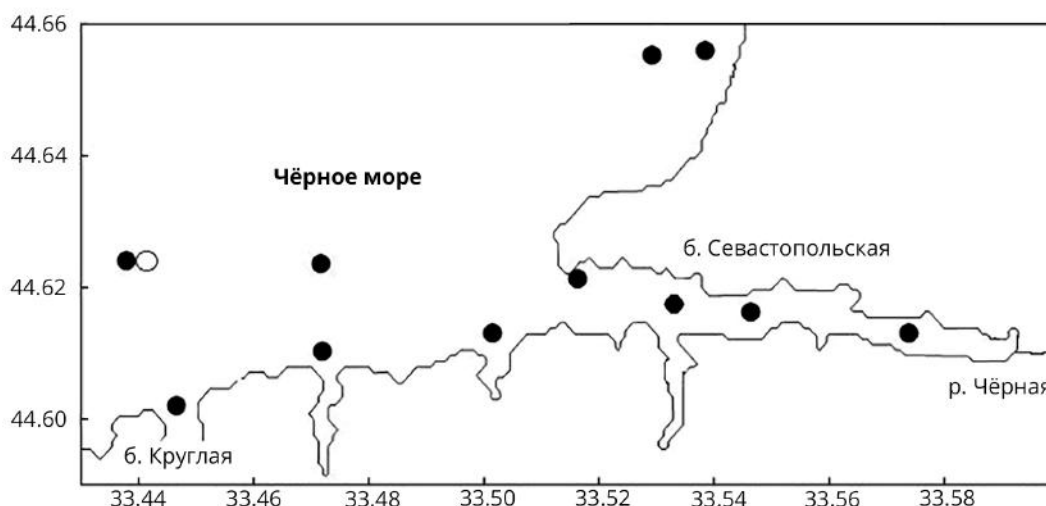 44.66
44.64
Чёрное море
б. Севастопольская
44.62
р. Чёрная
44.60
б. Круглая
33.44 33.46 33.48 33.50 33.52 33.54 33.56 33.58